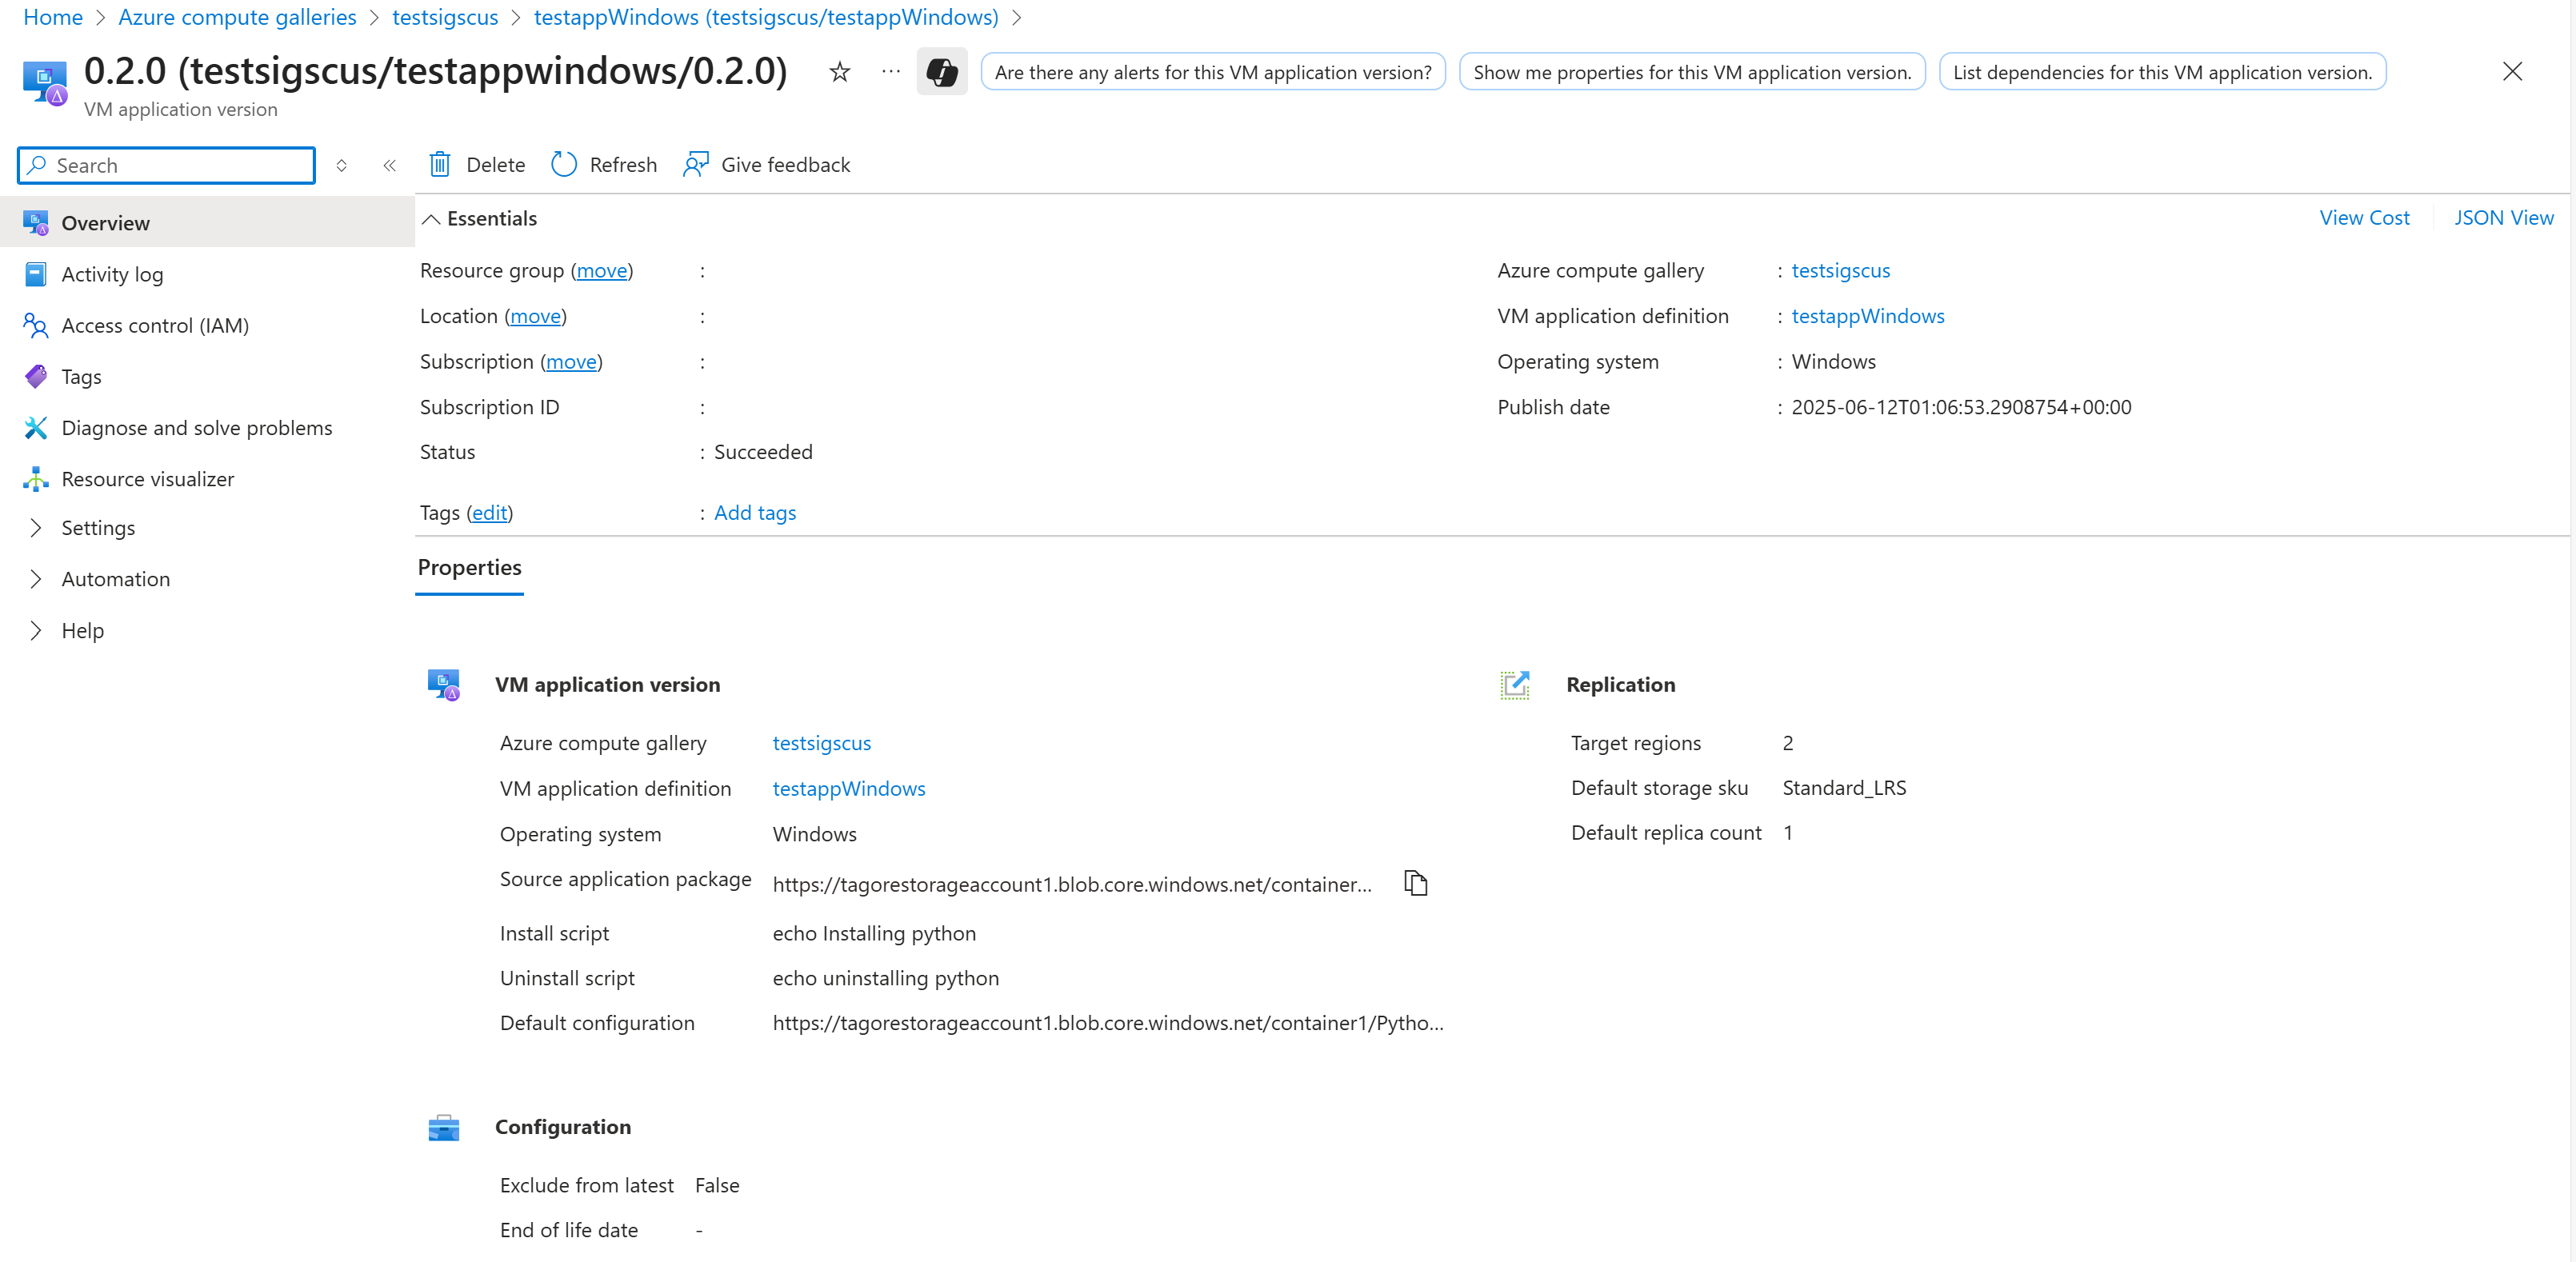 Home > Azure compute galleries > testsigscus > testappWindows (testsigscus/testappWindows) >
0.2.0 (testsigscus/testappwindows/0.2.0)
Are there any alerts for this VM application version?
Show me properties for this VM application version.
List dependencies for this VM application version.
VM application version
Search
Delete
Refresh
Give feedback
Overview
Activity log
Access control (IAM)
Tags
Diagnose and solve problems
Resource visualizer
Settings
Automation
Help
Essentials
View Cost
JSON View
Resource group (move) :
Location (move) :
Subscription (move) :
Subscription ID :
Status : Succeeded
Tags (edit) : Add tags
Azure compute gallery : testsigscus
VM application definition : testappWindows
Operating system : Windows
Publish date : 2025-06-12T01:06:53.2908754+00:00
Properties
VM application version
Azure compute gallery testsigscus
VM application definition testappWindows
Operating system Windows
Source application package https://tagorestorageaccount1.blob.core.windows.net/container...
Install script echo Installing python
Uninstall script echo uninstalling python
Default configuration https://tagorestorageaccount1.blob.core.windows.net/container1/Pytho...
Replication
Target regions 2
Default storage sku Standard_LRS
Default replica count 1
Configuration
Exclude from latest False
End of life date -